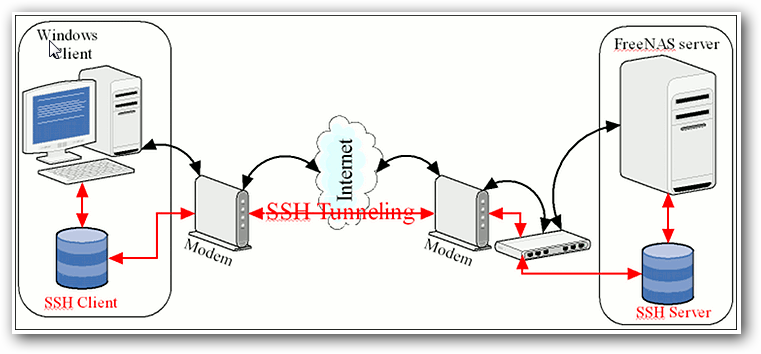 Windows
Client
FreeNAS server
Internet
SSH Tunneling
Modem
Modem
SSH Client
SSH Server